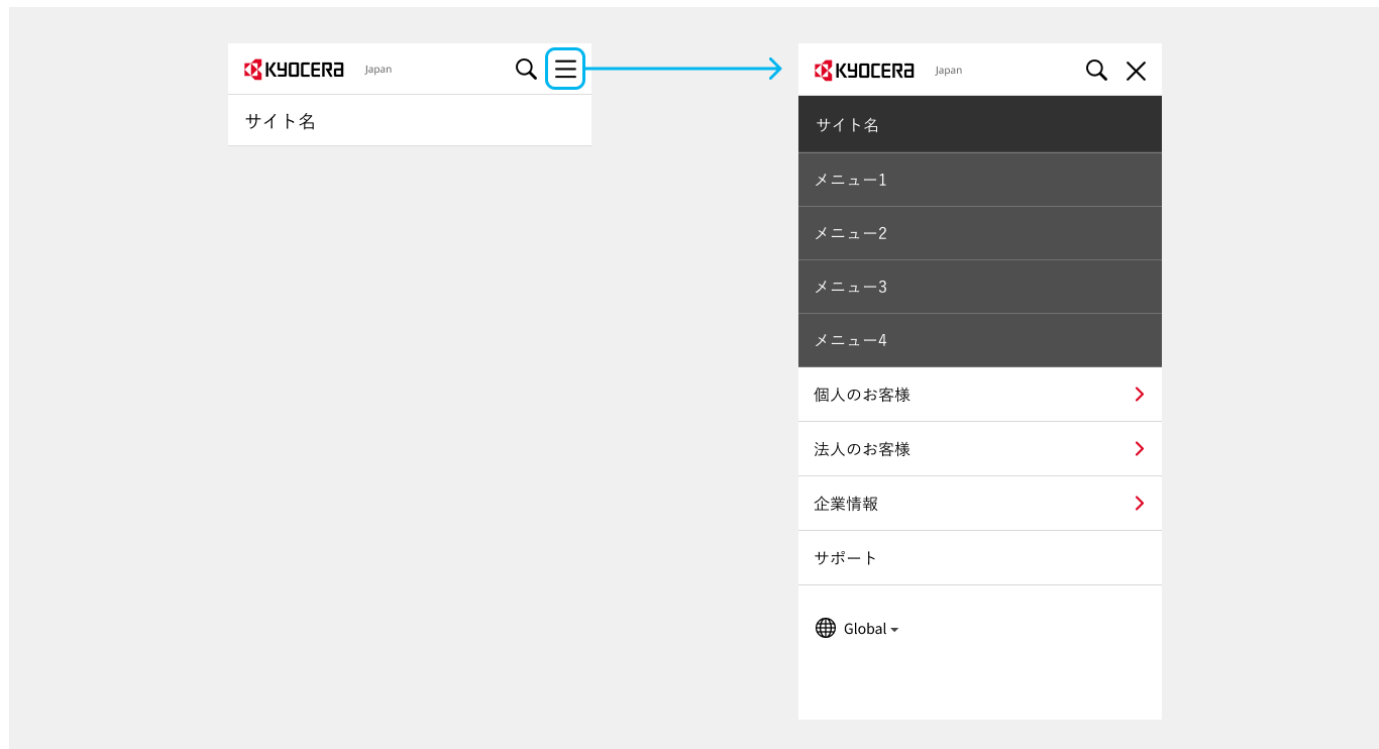 KYOCERA Japan
サイト名
KYOCERA Japan
サイト名
メニュー1
メニュー2
メニュー3
メニュー4
個人のお客様
法人のお客様
企業情報
サポート
Global